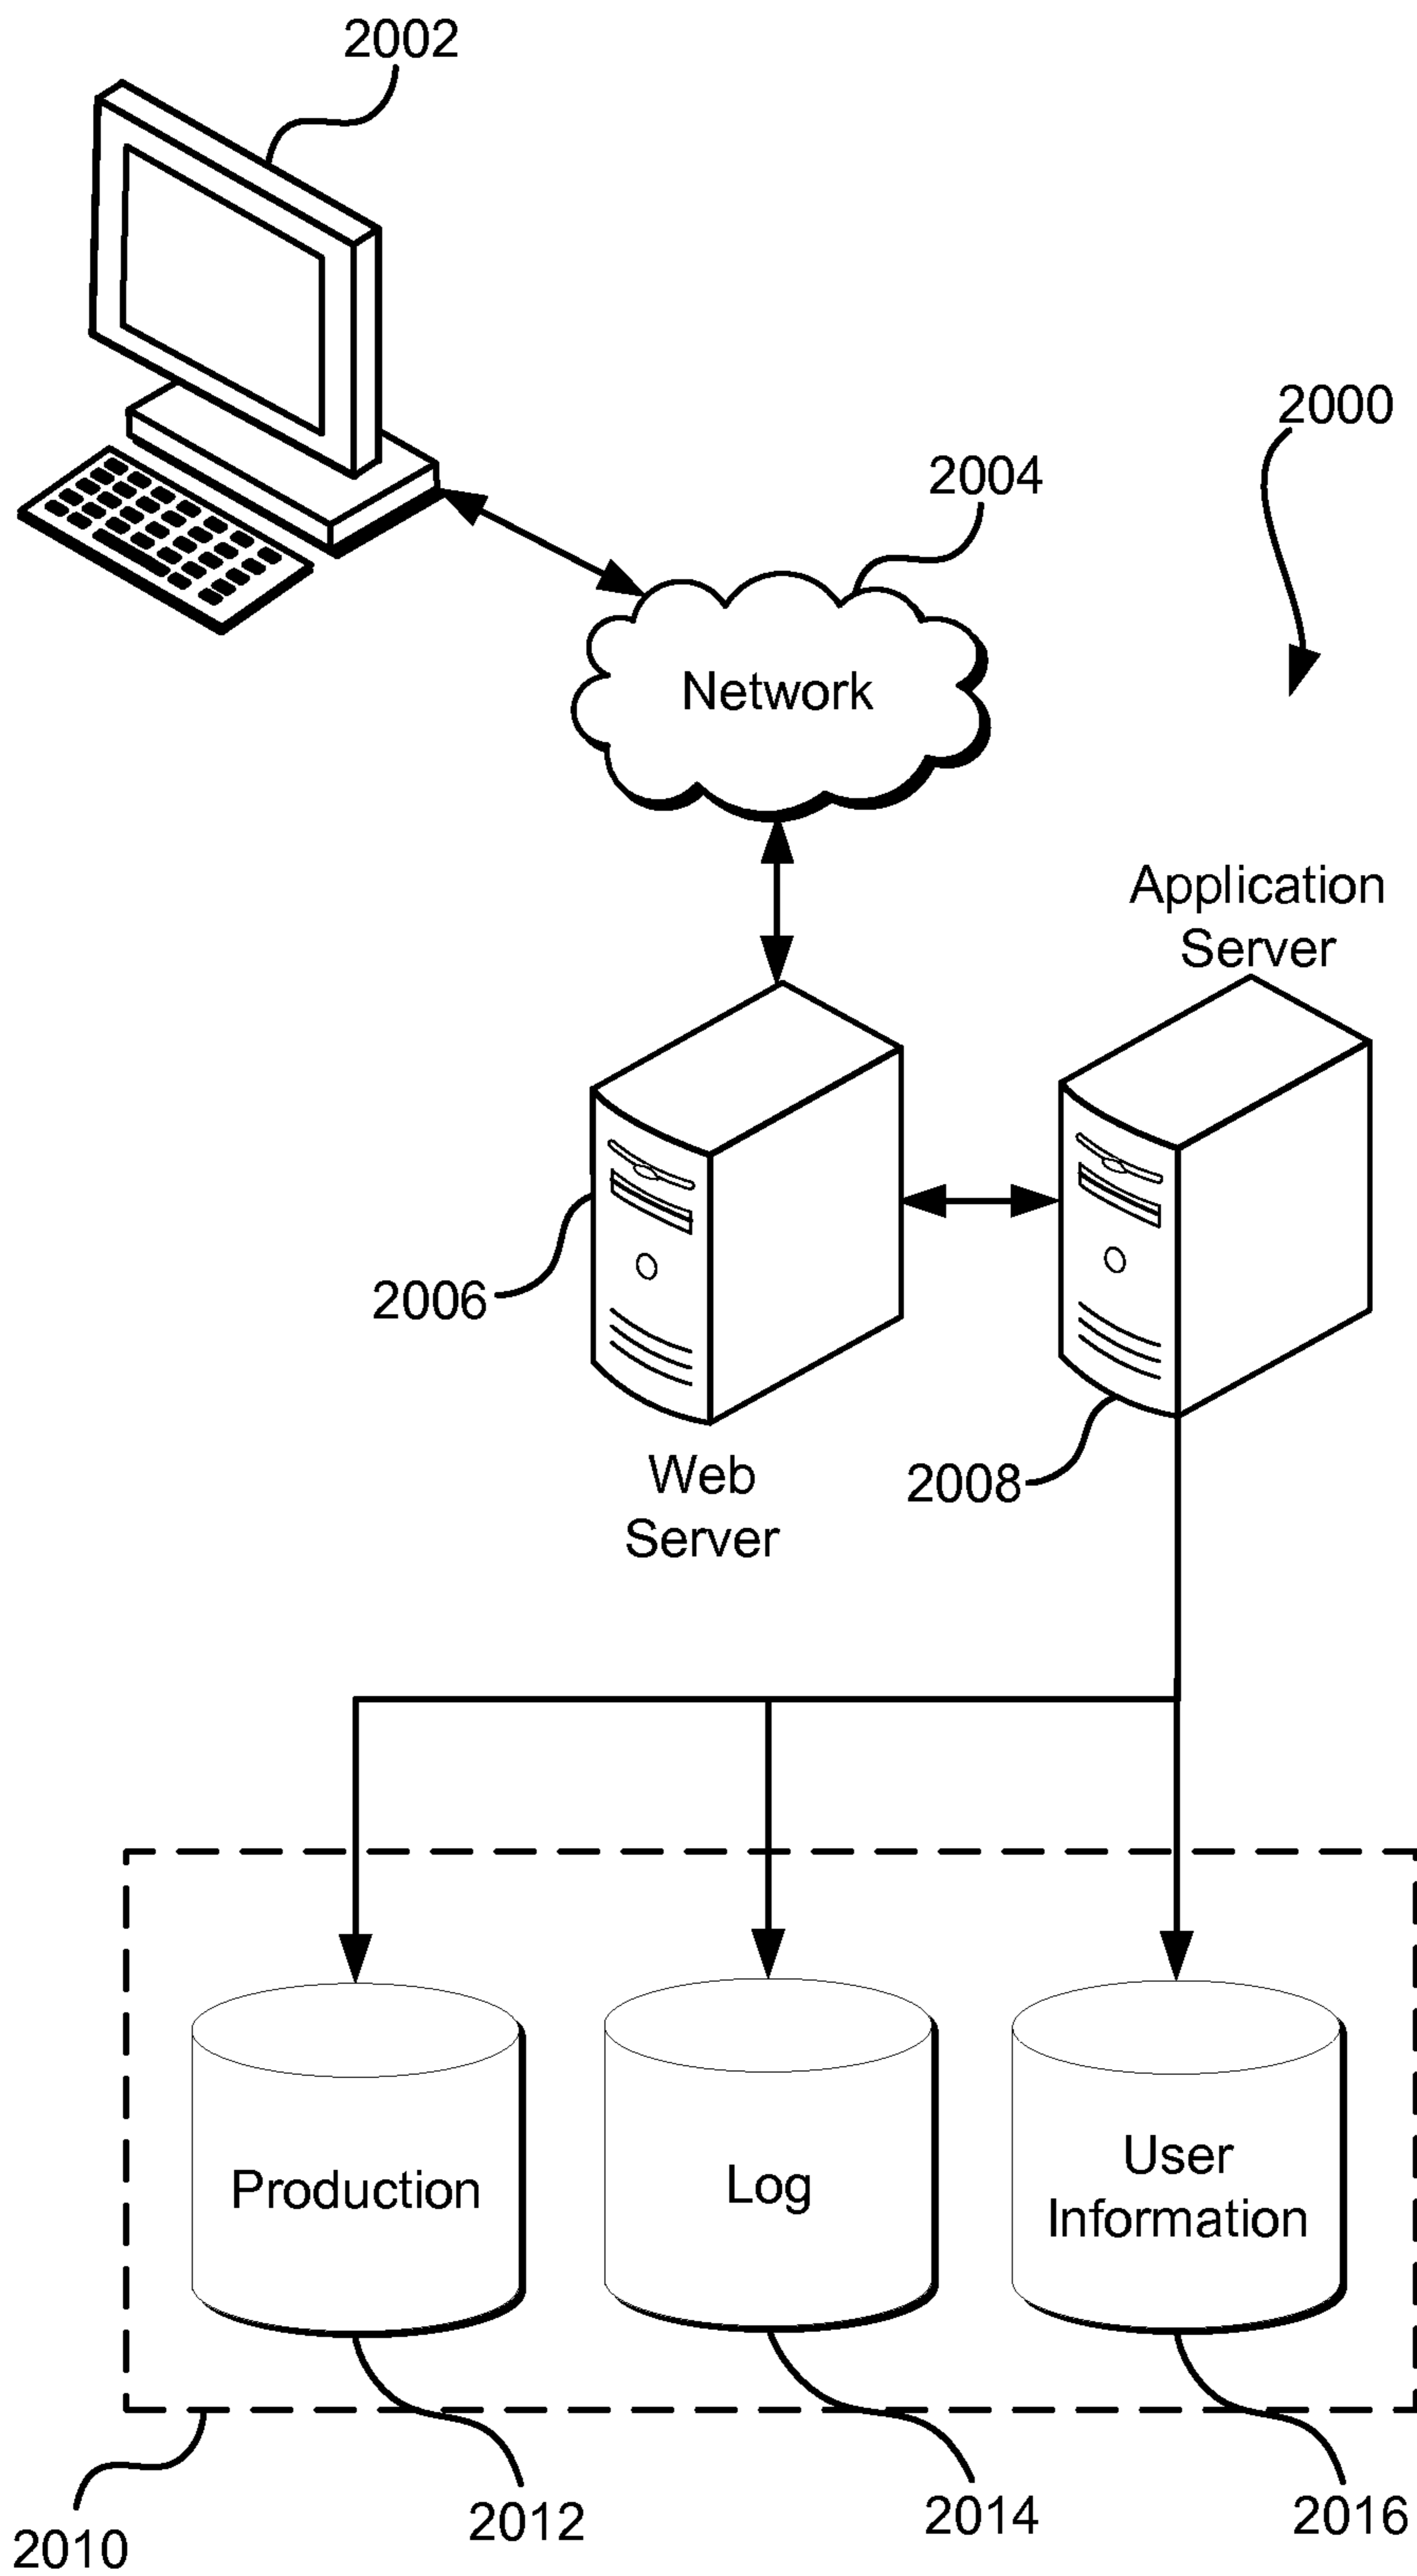 2002
2000
2004
Network
Application
Server
2006
Web
Server
2008
Production
Log
User
Information
2010
2012
2014
2016